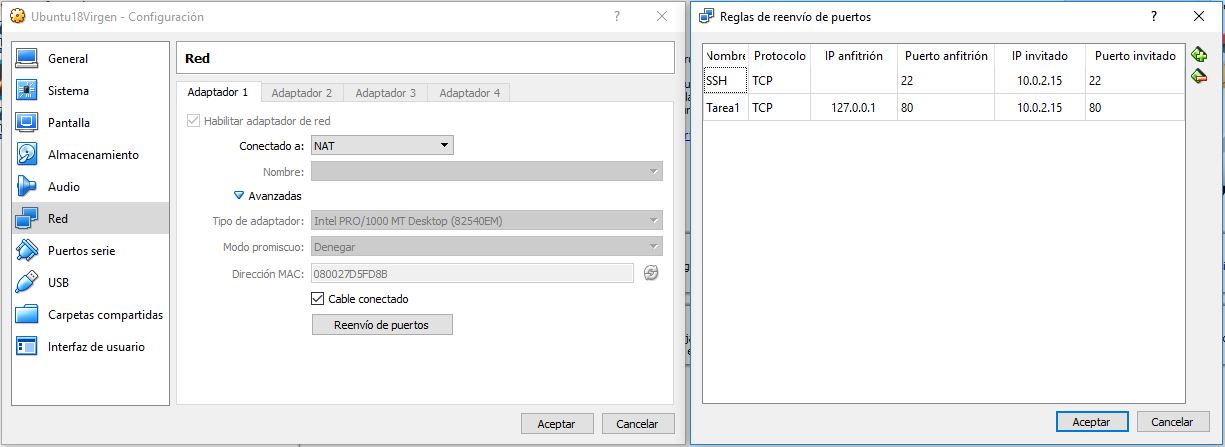 Ubuntu18Virgen - Configuración
General
Sistema
Pantalla
Almacenamiento
Audio
Red
Puertos serie
USB
Carpetas compartidas
Interfaz de usuario
Red
Adaptador 1 Adaptador 2 Adaptador 3 Adaptador 4
Habilitar adaptador de red
Conectado a: NAT
Nombre:
Avanzadas
Tipo de adaptador: Intel PRO/1000 MT Desktop (82540EM)
Modo promiscuo: Denegar
Dirección MAC: 080027D5FD8B
Cable conectado
Reenvío de puertos
Aceptar Cancelar
Reglas de reenvío de puertos
Nombre Protocolo IP anfitrión Puerto anfitrión IP invitado Puerto invitado
SSH TCP 22 10.0.2.15 22
Tarea1 TCP 127.0.0.1 80 10.0.2.15 80
Aceptar Cancelar